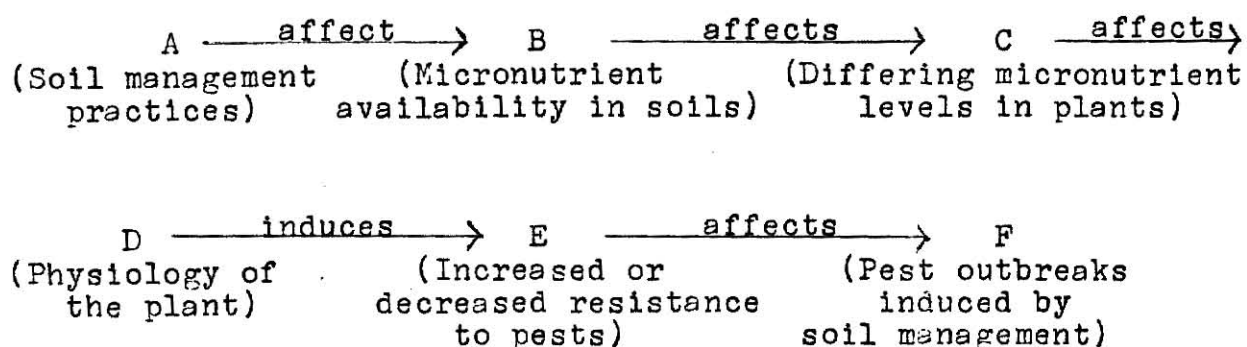 A affect B affects C affects
(Soil management (Micronutrient (Differing micronutrient
practices) availability in soils) levels in plants)
D induces E affects F
(Physiology of (Increased or (Pest outbreaks
the plant) decreased resistance induced by
to pests) soil management)